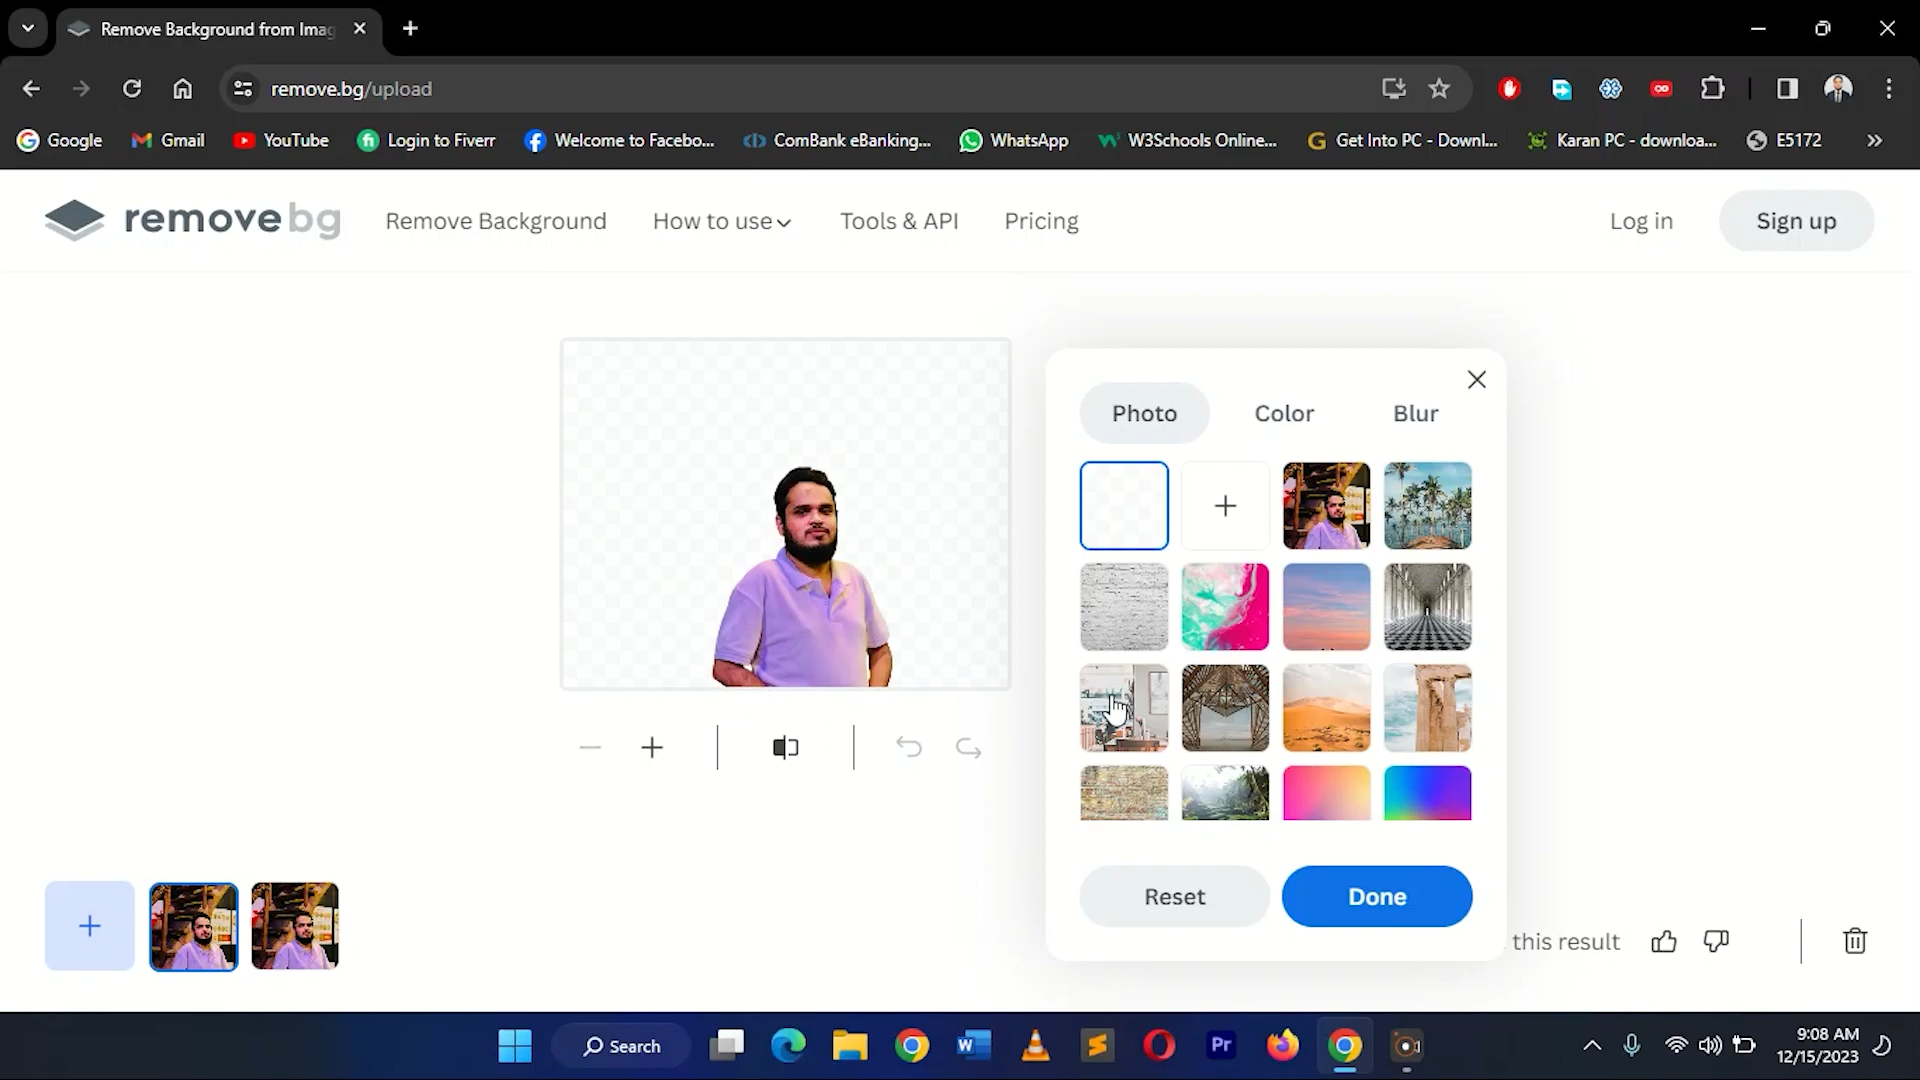 Remove Background from Imag
remove.bg/upload
Google
Gmail
YouTube
Login to Fiverr
Welcome to Facebo...
ComBank eBanking...
WhatsApp
W3Schools Online...
Get Into PC - Downl...
Karan PC - downloa...
E5172
removebg
Remove Background
How to use
Tools & API
Pricing
Log in
Sign up
Photo
Color
Blur
Reset
Done
this result
Search
W
Pr
9:08 AM
12/15/2023